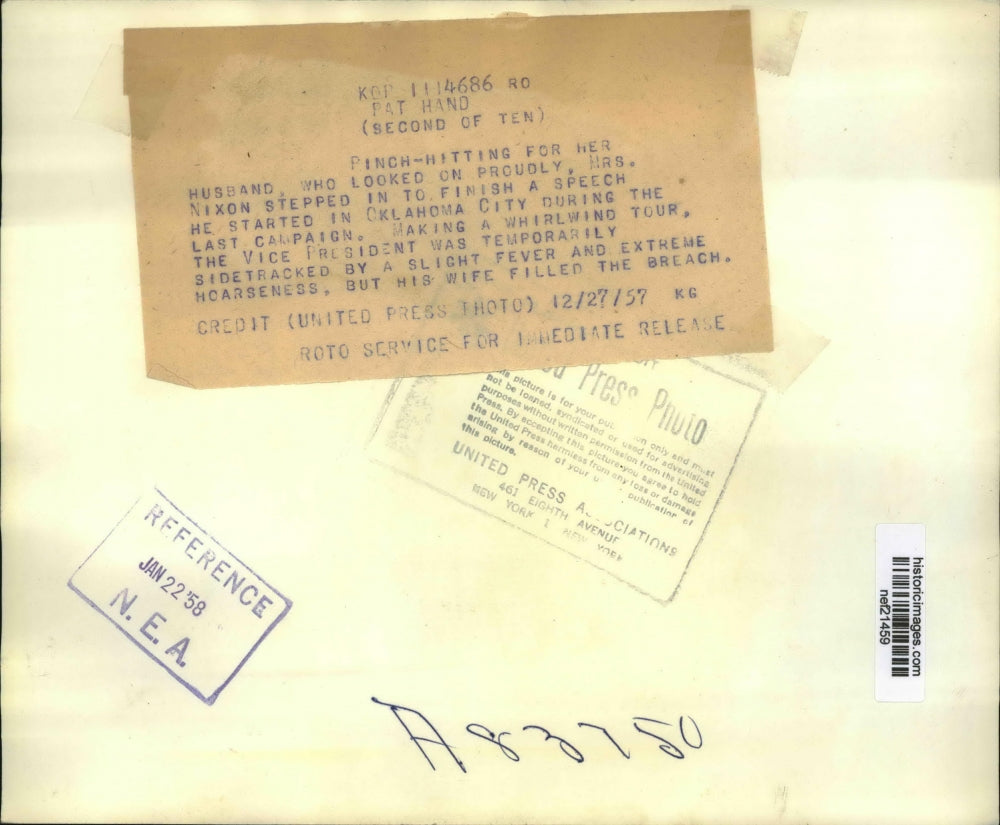 KDP 1114686 RO
PAT HAND
(SECOND OF TEN)
PINCH-HITTING FOR HER
HUSBAND, WHO LOOKED ON PROUDLY, MRS.
NIXON STEPPED IN TO FINISH A SPEECH
HE STARTED IN OKLAHOMA CITY DURING THE
LAST CAMPAIGN. MAKING A WHIRLWIND TOUR,
THE VICE PRESIDENT WAS TEMPORARILY
SIDETRACKED BY A SLIGHT FEVER AND EXTREME
HOARSENESS, BUT HIS WIFE FILLED THE BREACH.
CREDIT (UNITED PRESS PHOTO) 12/27/57 KG
ROTO SERVICE FOR IMMEDIATE RELEASE
Press Photo
picture is for your only and must
not be loaned, syndicated or used for advertising
purposes without written permission from the United
Press. By accepting this picture you agree to hold
the United Press harmless from any loss or damage
arising by reason of your publication of
this picture.
UNITED PRESS ASSOCIATIONS
461 EIGHTH AVENUE
NEW YORK 1 NEW YORK
REFERENCE
JAN 22 '58
N. E. A.
historicimages.com
nef21459
A83750